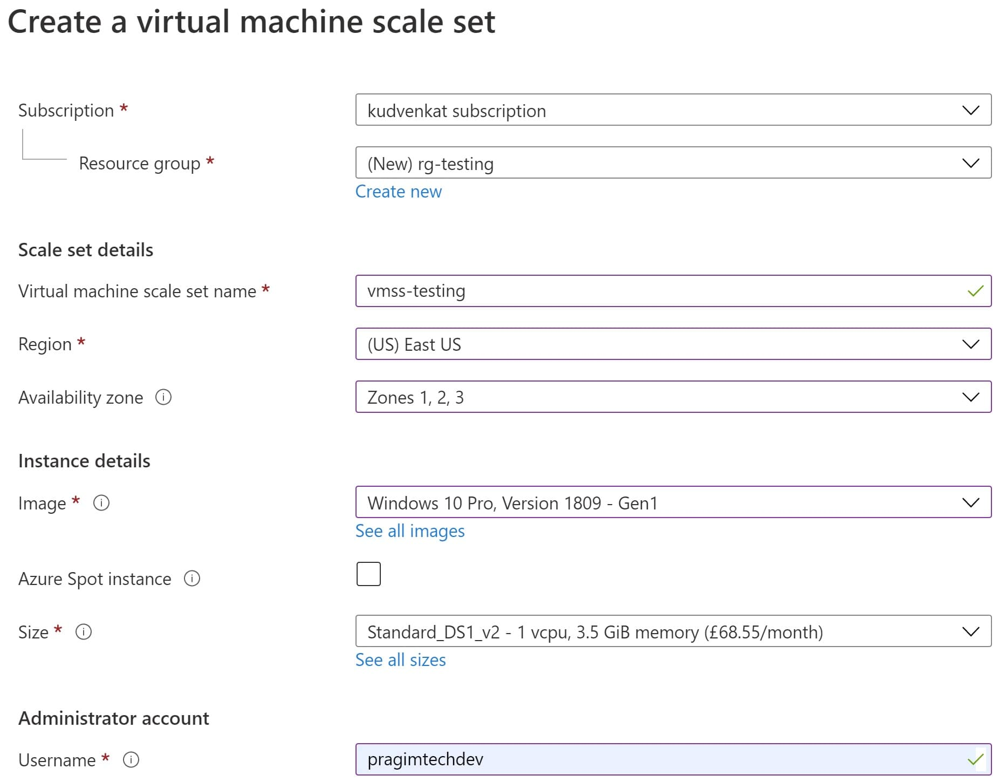 Create a virtual machine scale set
Subscription * kudvenkat subscription
Resource group * (New) rg-testing
Create new
Scale set details
Virtual machine scale set name * vmss-testing
Region * (US) East US
Availability zone Zones 1, 2, 3
Instance details
Image * Windows 10 Pro, Version 1809 - Gen1
See all images
Azure Spot instance
Size * Standard_DS1_v2 - 1 vcpu, 3.5 GiB memory (£68.55/month)
See all sizes
Administrator account
Username * pragimtechdev